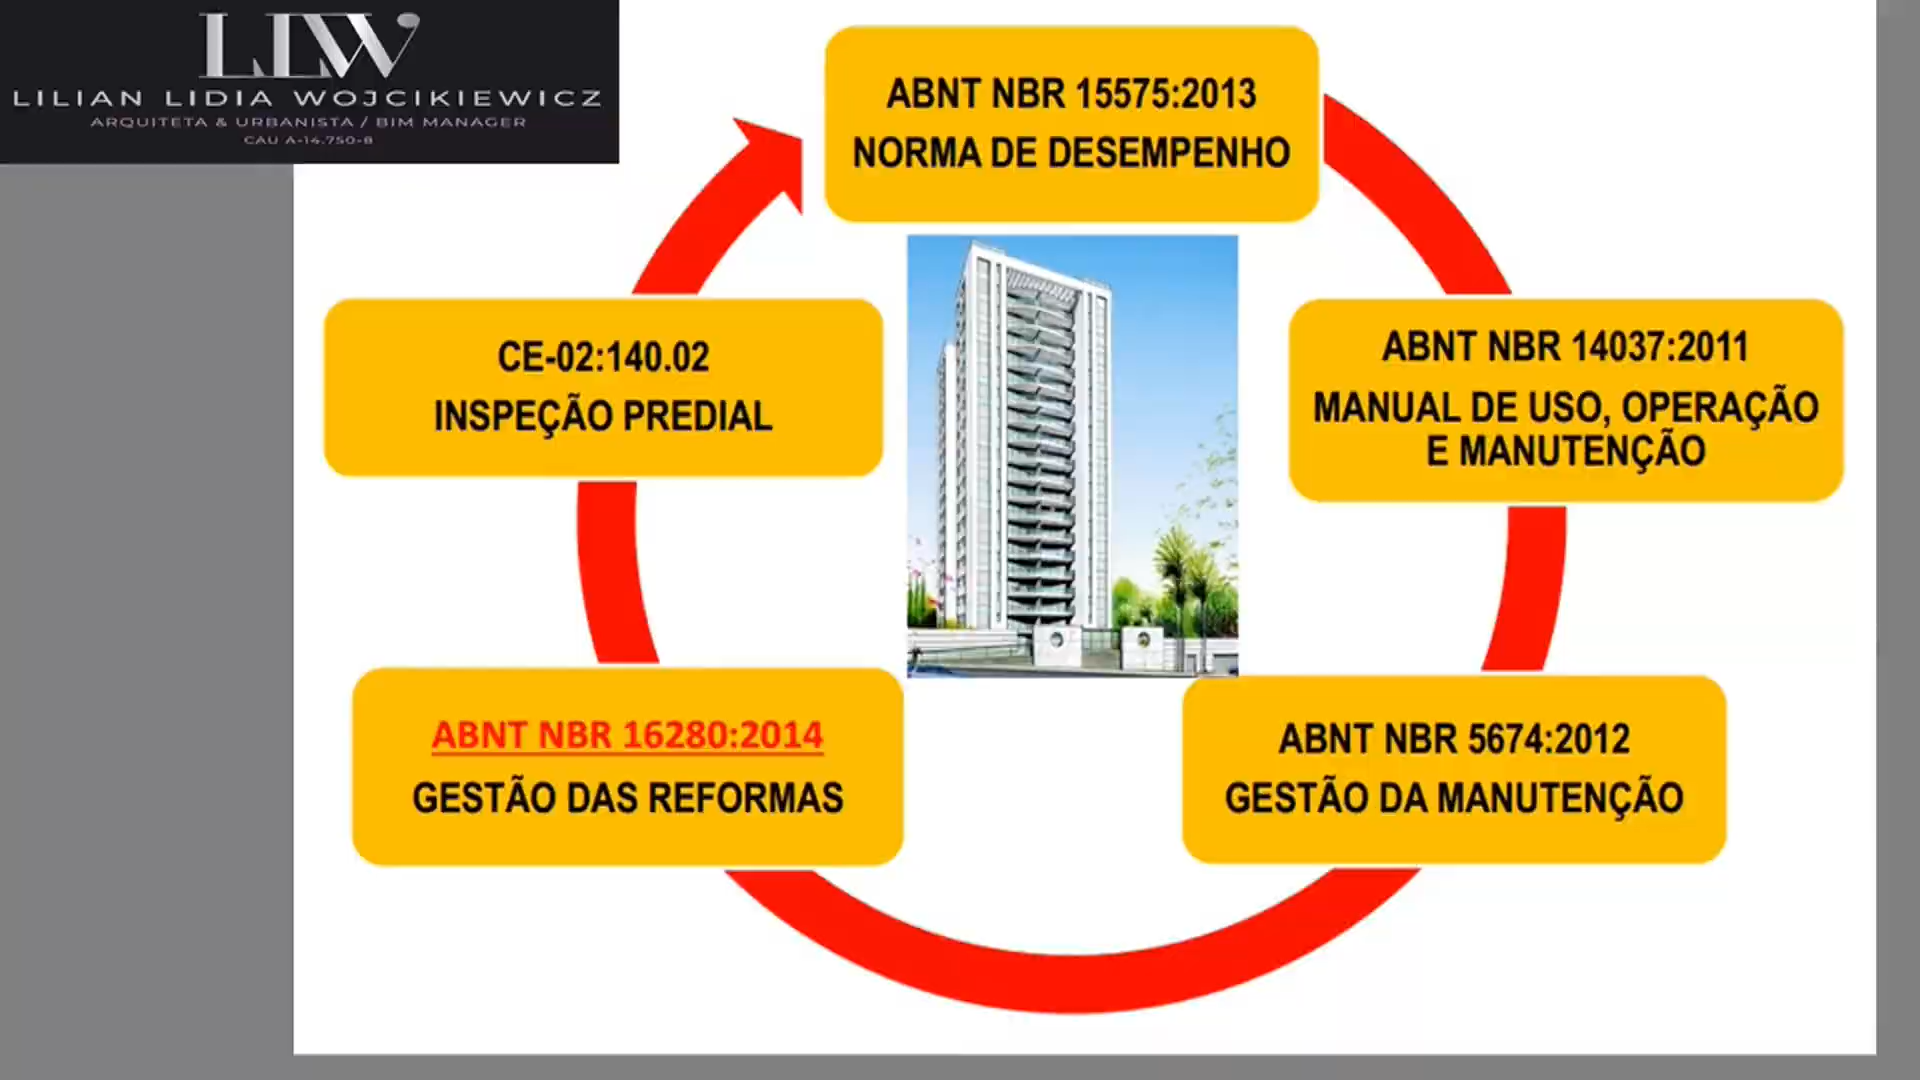 LLW
LILIAN LIDIA WOJCIKIEWICZ
ARQUITETA & URBANISTA / BIM MANAGER
CAU A-14.750-8
ABNT NBR 15575:2013
NORMA DE DESEMPENHO
ABNT NBR 14037:2011
MANUAL DE USO, OPERAÇÃO
E MANUTENÇÃO
ABNT NBR 5674:2012
GESTÃO DA MANUTENÇÃO
ABNT NBR 16280:2014
GESTÃO DAS REFORMAS
CE-02:140.02
INSPEÇÃO PREDIAL